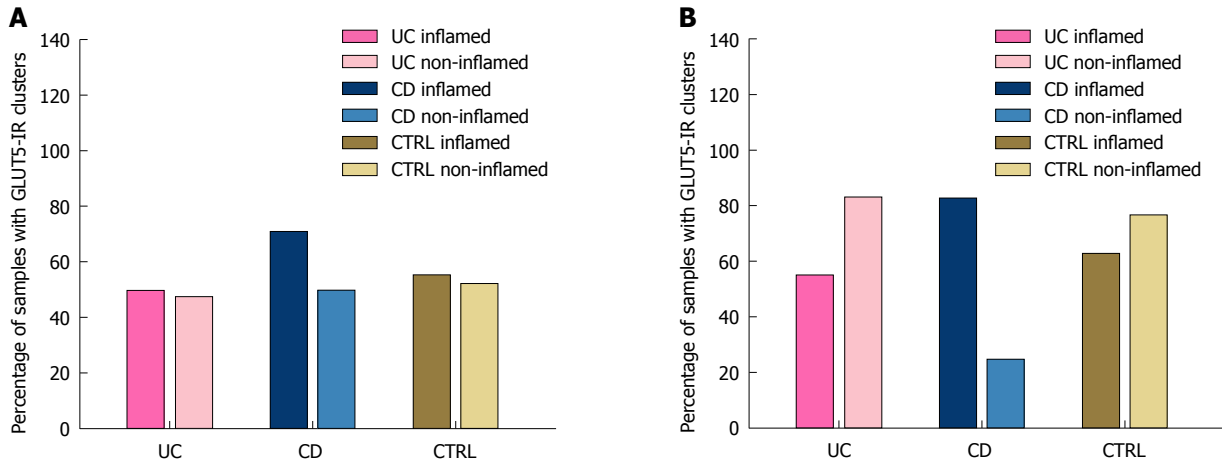 A
Percentage of samples with GLUT5-IR clusters
140
120
100
80
60
40
20
0
UC inflamed
UC non-inflamed
CD inflamed
CD non-inflamed
CTRL inflamed
CTRL non-inflamed
UC
CD
CTRL
B
Percentage of samples with GLUT5-IR clusters
140
120
100
80
60
40
20
0
UC inflamed
UC non-inflamed
CD inflamed
CD non-inflamed
CTRL inflamed
CTRL non-inflamed
UC
CD
CTRL